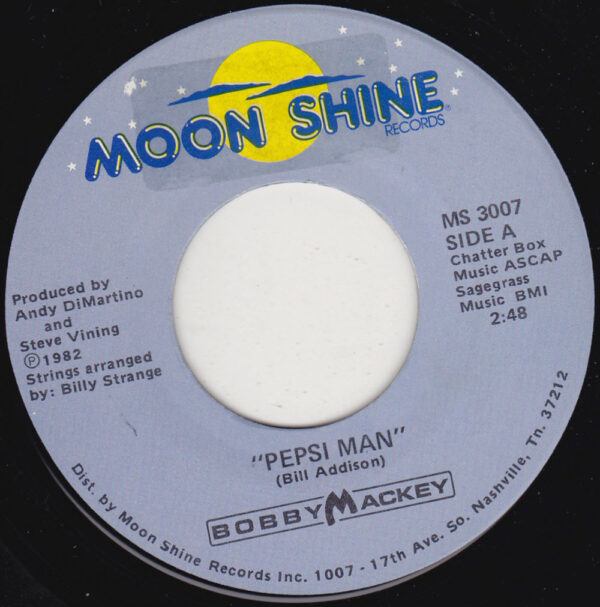 MOON SHINE®
RECORDS
MS 3007
SIDE A
Chatter Box
Music ASCAP
Sagegrass
Music BMI
2:48
Produced by
Andy DiMartino
and
Steve Vining
Ⓟ1982
Strings arranged
by: Billy Strange
"PEPSI MAN"
(Bill Addison)
BOBBY MACKEY
Dist. by Moon Shine Records Inc. 1007 - 17th Ave. So. Nashville, Tn. 37212